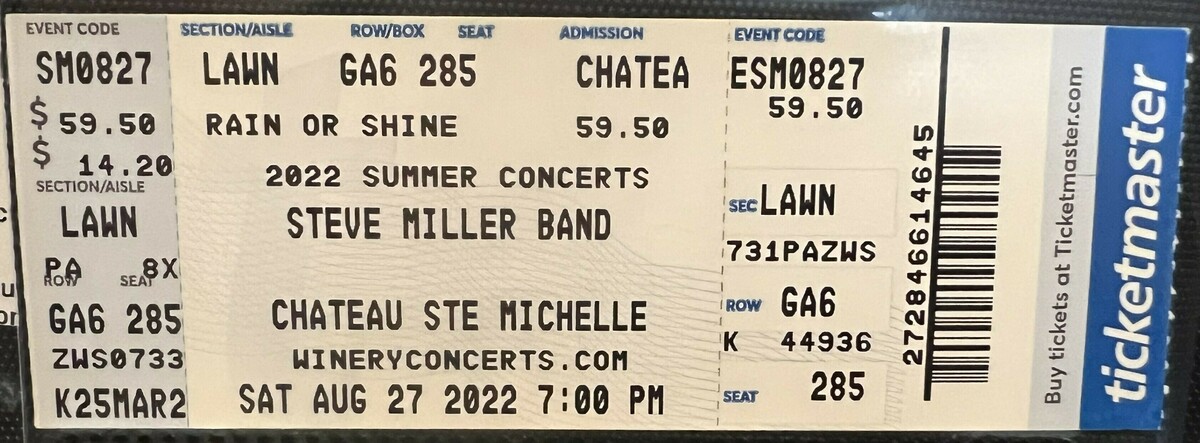 EVENT CODE
SM0827
$ 59.50
$ 14.20
SECTION/AISLE
LAWN
PA 8X
ROW SEAT
GA6 285
ZWS0733
K25MAR2
SECTION/AISLE ROW/BOX SEAT ADMISSION
LAWN GA6 285 CHATEA
RAIN OR SHINE 59.50
2022 SUMMER CONCERTS
STEVE MILLER BAND
CHATEAU STE MICHELLE
WINERYCONCERTS.COM
SAT AUG 27 2022 7:00 PM
EVENT CODE
ESM0827
59.50
SEC LAWN
731PAZWS
ROW GA6
K 44936
SEAT 285
272846614645
Buy tickets at Ticketmaster.com
ticketmaster